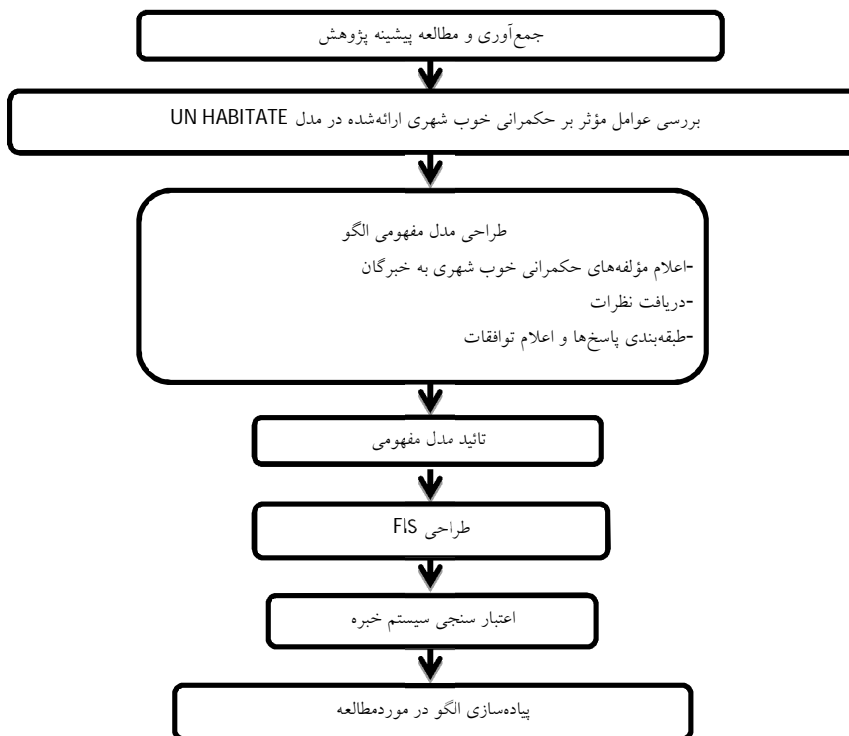 جمع‌آوری و مطالعه پیشینه پژوهش
بررسی عوامل مؤثر بر حکمرانی خوب شهری ارائه‌شده در مدل UN HABITATE
طراحی مدل مفهومی الگو
-اعلام مؤلفه‌های حکمرانی خوب شهری به خبرگان
-دریافت نظرات
-طبقه‌بندی پاسخ‌ها و اعلام توافقات
تائید مدل مفهومی
طراحی FIS
اعتبار سنجی سیستم خبره
پیاده‌سازی الگو در موردمطالعه